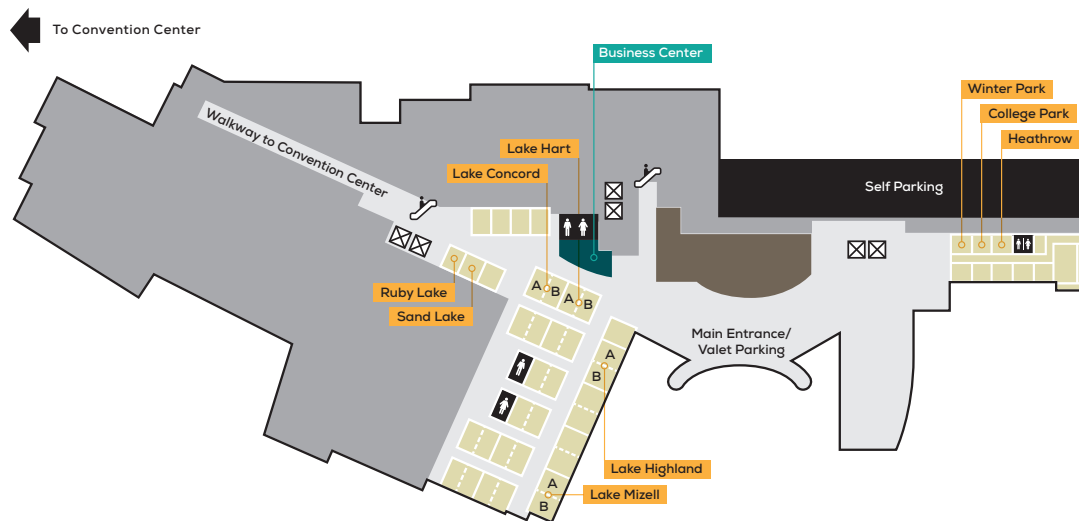 To Convention Center
Business Center
Winter Park
College Park
Heathrow
Walkway to Convention Center
Lake Hart
Lake Concord
Self Parking
Ruby Lake
Sand Lake
A B
A B
Main Entrance/
Valet Parking
A
B
Lake Highland
A
B
Lake Mizell